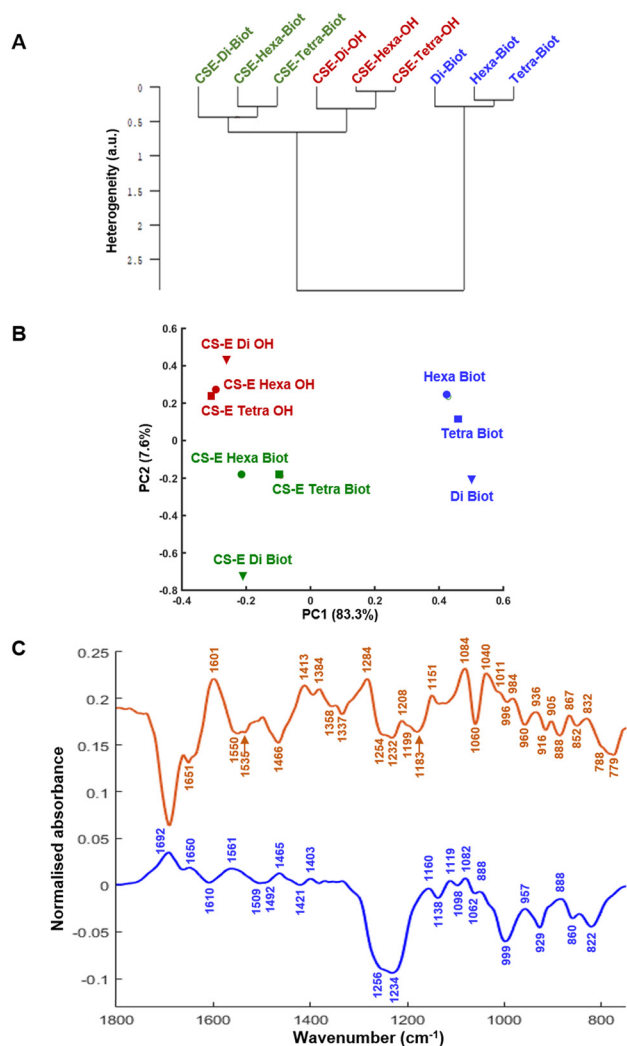 A
CSE-Di-Biot
CSE-Hexa-Biot
CSE-Tetra-Biot
CSE-Di-OH
CSE-Hexa-OH
CSE-Tetra-OH
Di-Biot
Hexa-Biot
Tetra-Biot
Heterogeneity (a.u.)
0
0.5
1
1.5
2
2.5
B
0.6
0.4
0.2
0
-0.2
-0.4
-0.6
-0.8
PC2 (7.6%)
CS-E Di OH
CS-E Hexa OH
CS-E Tetra OH
Hexa Biot
Tetra Biot
CS-E Hexa Biot
CS-E Tetra Biot
Di Biot
CS-E Di Biot
-0.4 -0.2 0 0.2 0.4 0.6
PC1 (83.3%)
C
0.25
0.2
0.15
0.1
0.05
0
-0.05
-0.1
Normalised absorbance
1601
1413
1384
1284
1208
1151
1084
1040
1011
984
936
905
867
832
1651
1550
1535
1466
1358
1337
1254
1232
1199
1183
1060
996
960
916
888
852
788
779
1692
1650
1561
1465
1403
1160
1119
1082
888
957
888
1610
1509
1492
1421
1256
1234
1138
1098
1062
999
929
860
822
1800 1600 1400 1200 1000 800
Wavenumber (cm⁻¹)